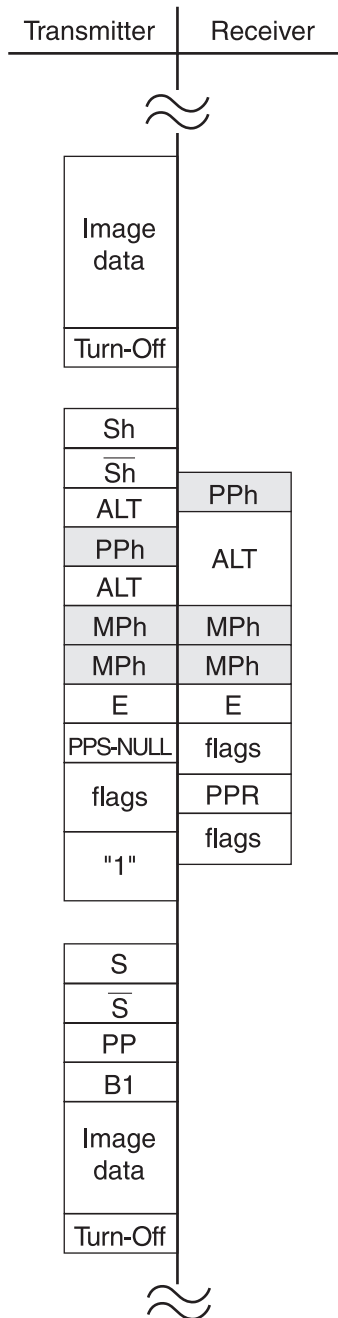 Transmitter Receiver
Image
data
Turn-Off
Sh
S̅h̅
PPh
ALT
PPh
ALT
ALT
MPh MPh
MPh MPh
E E
PPS-NULL flags
flags
PPR
flags
"1"
S
S̅
PP
B1
Image
data
Turn-Off